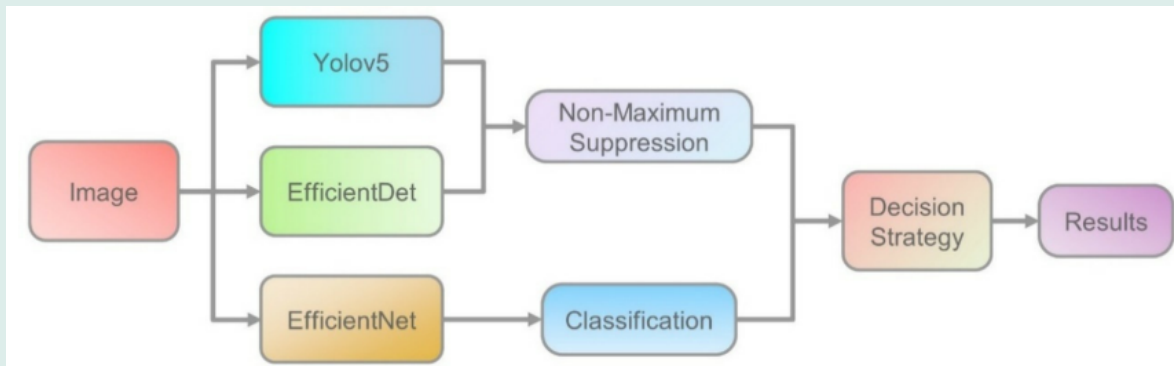 Yolov5
Non-Maximum
Suppression
Image
EfficientDet
Decision
Strategy
Results
EfficientNet
Classification